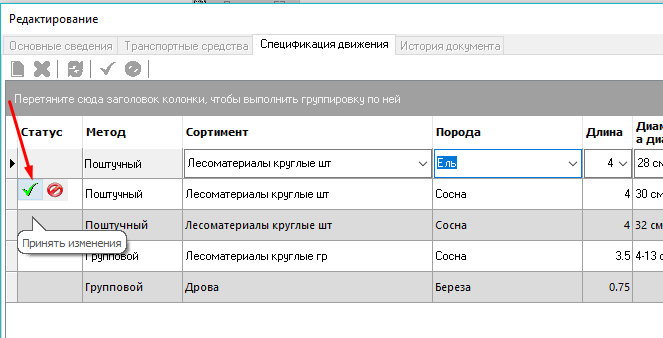 Редактирование
Основные сведения Транспортные средства Спецификация движения История документа
Перетяните сюда заголовок колонки, чтобы выполнить группировку по ней
Статус Метод Сортимент Порода Длина Диам
а диа
Поштучный Лесоматериалы круглые шт Ель 4 28 см
Поштучный Лесоматериалы круглые шт Сосна 4 30 см
Поштучный Лесоматериалы круглые шт Сосна 4 32 см
Принять изменения
Групповой Лесоматериалы круглые гр Сосна 3.5 4-13 с
Групповой Дрова Береза 0.75